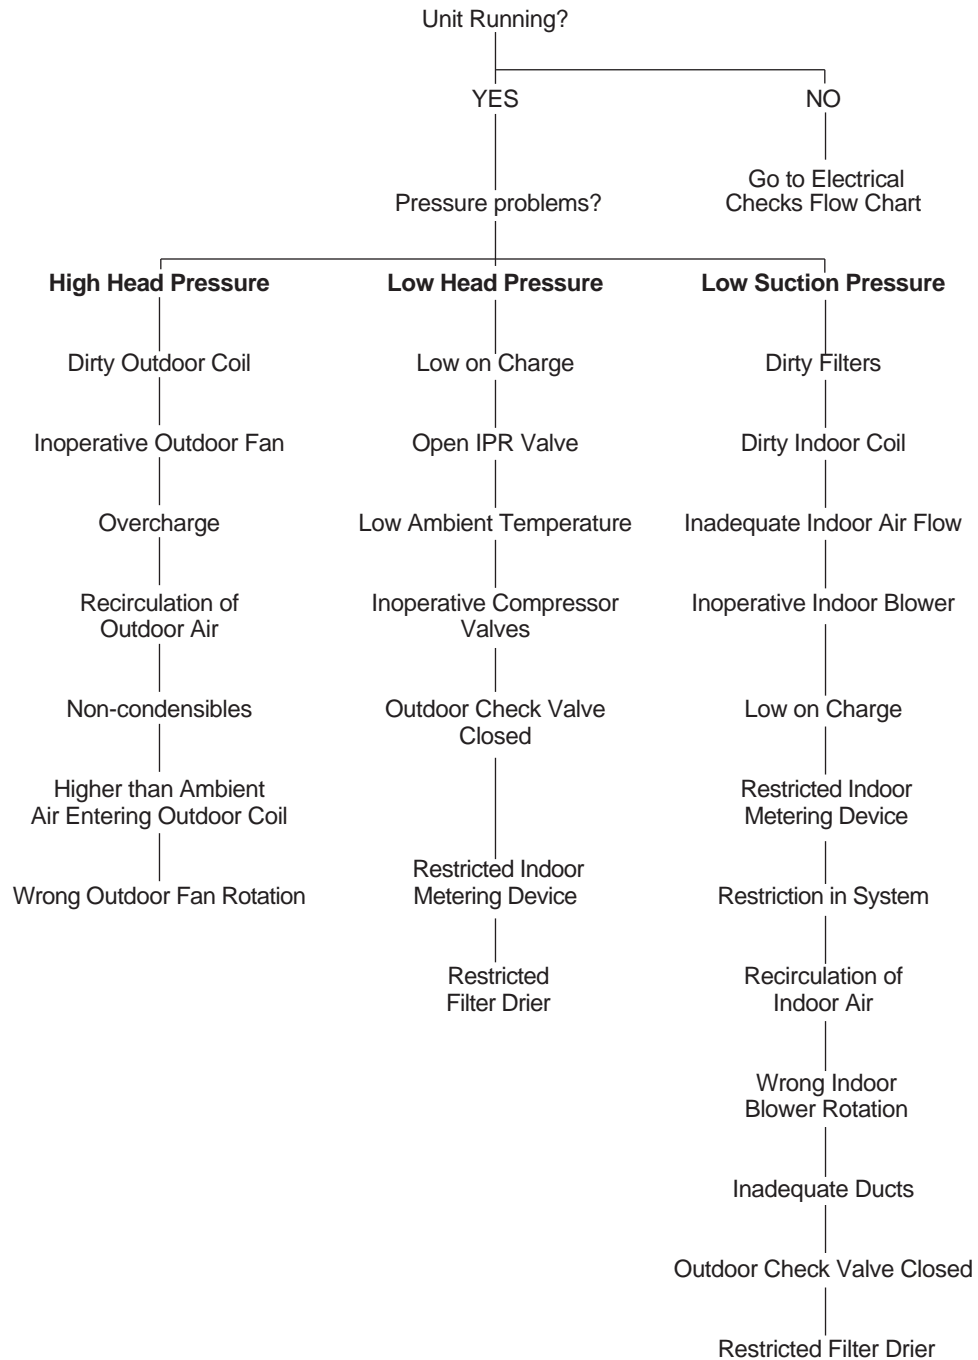 Unit Running?
YES
NO
Go to Electrical
Checks Flow Chart
Pressure problems?
High Head Pressure
Dirty Outdoor Coil
Inoperative Outdoor Fan
Overcharge
Recirculation of
Outdoor Air
Non-condensibles
Higher than Ambient
Air Entering Outdoor Coil
Wrong Outdoor Fan Rotation
Low Head Pressure
Low on Charge
Open IPR Valve
Low Ambient Temperature
Inoperative Compressor
Valves
Outdoor Check Valve
Closed
Restricted Indoor
Metering Device
Restricted
Filter Drier
Low Suction Pressure
Dirty Filters
Dirty Indoor Coil
Inadequate Indoor Air Flow
Inoperative Indoor Blower
Low on Charge
Restricted Indoor
Metering Device
Restriction in System
Recirculation of
Indoor Air
Wrong Indoor
Blower Rotation
Inadequate Ducts
Outdoor Check Valve Closed
Restricted Filter Drier